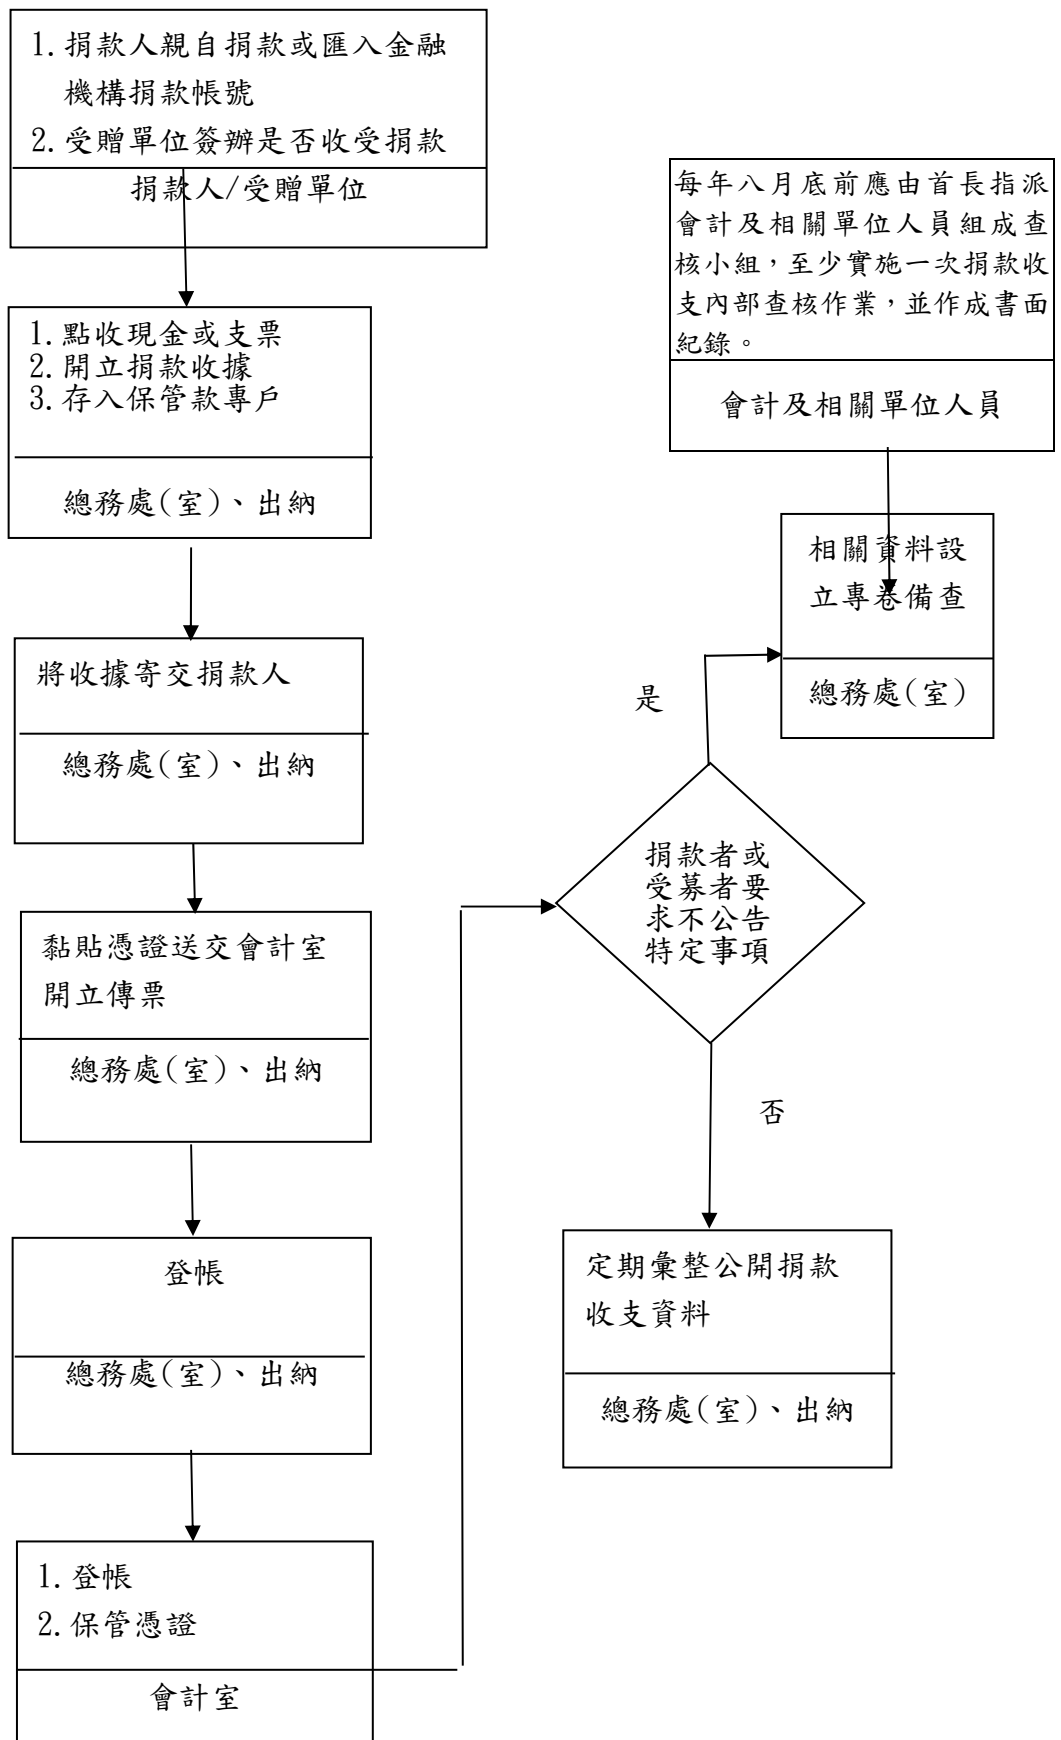 1.捐款人親自捐款或匯入金融
機構捐款帳號
2.受贈單位簽辦是否收受捐款
捐款人/受贈單位
1.點收現金或支票
2.開立捐款收據
3.存入保管款專戶
總務處(室)、出納
將收據寄交捐款人
總務處(室)、出納
黏貼憑證送交會計室
開立傳票
總務處(室)、出納
登帳
總務處(室)、出納
1.登帳
2.保管憑證
會計室
每年八月底前應由首長指派
會計及相關單位人員組成查
核小組，至少實施一次捐款收
支內部查核作業，並作成書面
紀錄。
會計及相關單位人員
相關資料設
立專卷備查
總務處(室)
是
捐款者或
受募者要
求不公告
特定事項
否
定期彙整公開捐款
收支資料
總務處(室)、出納